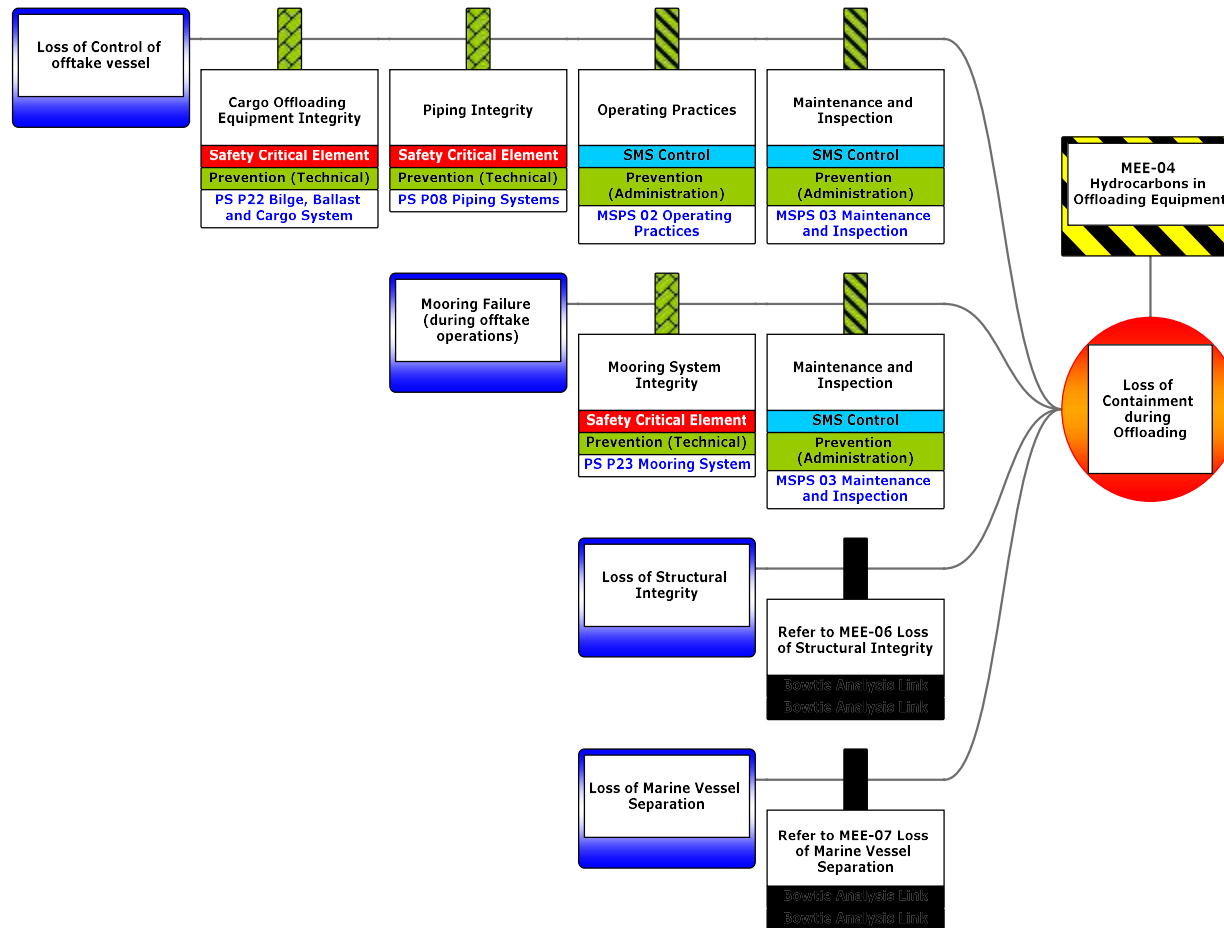 Loss of Control of
offtake vessel
Cargo Offloading
Equipment Integrity
Safety Critical Element
Prevention (Technical)
PS P22 Bilge, Ballast
and Cargo System
Piping Integrity
Safety Critical Element
Prevention (Technical)
PS P08 Piping Systems
Operating Practices
SMS Control
Prevention
(Administration)
MSPS 02 Operating
Practices
Maintenance and
Inspection
SMS Control
Prevention
(Administration)
MSPS 03 Maintenance
and Inspection
MEE-04
Hydrocarbons in
Offloading Equipment
Mooring Failure
(during offtake
operations)
Mooring System
Integrity
Safety Critical Element
Prevention (Technical)
PS P23 Mooring System
Maintenance and
Inspection
SMS Control
Prevention
(Administration)
MSPS 03 Maintenance
and Inspection
Loss of
Containment
during
Offloading
Loss of Structural
Integrity
Refer to MEE-06 Loss
of Structural Integrity
Bowtie Analysis Link
Bowtie Analysis Link
Loss of Marine Vessel
Separation
Refer to MEE-07 Loss
of Marine Vessel
Separation
Bowtie Analysis Link
Bowtie Analysis Link